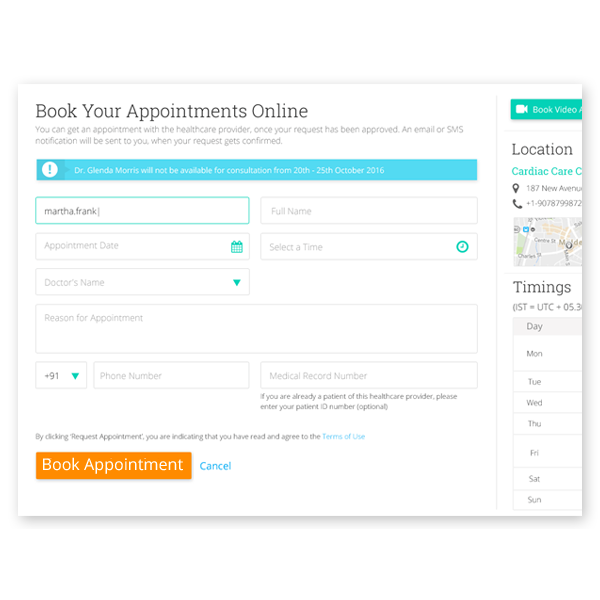 Book Your Appointments Online
You can get an appointment with the healthcare provider, once your request has been approved. An email or SMS
notification will be sent to you, when your request gets confirmed.
! Dr. Glenda Morris will not be available for consultation from 20th - 25th October 2016
martha.frank
Full Name
Appointment Date
Select a Time
Doctor's Name
Reason for Appointment
+91
Phone Number
Medical Record Number
If you are already a patient of this healthcare provider, please
enter your patient ID number (optional)
By clicking 'Request Appointment', you are indicating that you have read and agree to the Terms of Use
Book Appointment
Cancel
Book Video A
Location
Cardiac Care C
187 New Avenu
+1-9078799872
Centre St
Charles St
Timings
(IST = UTC + 05.30
Day
Mon
Tue
Wed
Thu
Fri
Sat
Sun